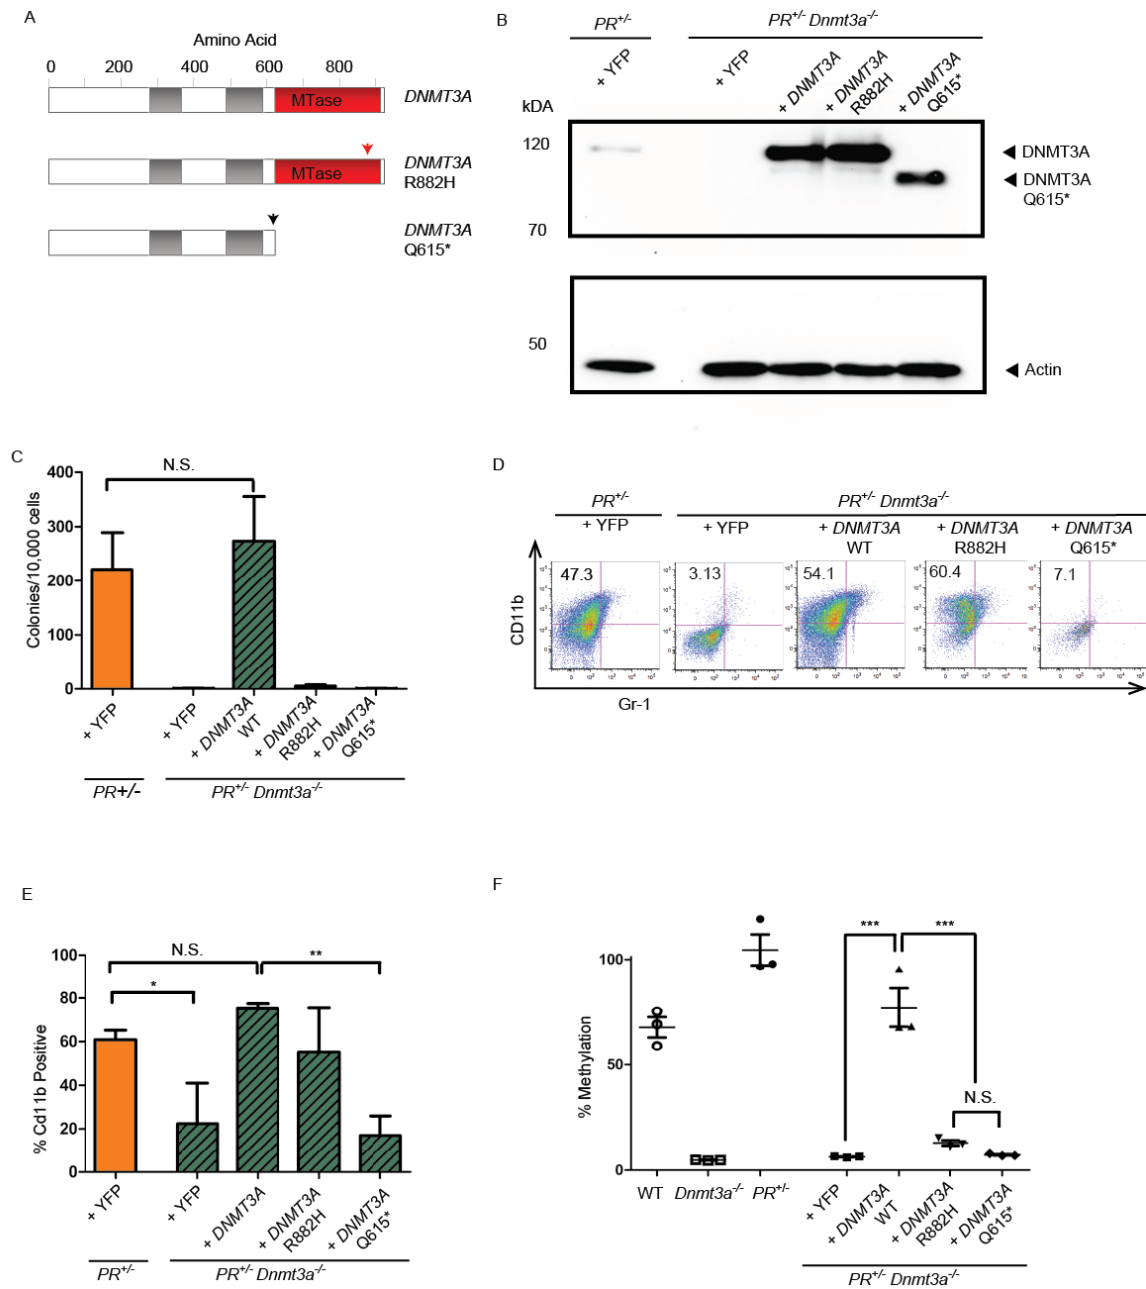 A
Amino Acid
0 200 400 600 800
MTase
DNMT3A
MTase
DNMT3A
R882H
DNMT3A
Q615*
B
PR+/-
PR+/- Dnmt3a-/-
+ YFP
+ YFP
+ DNMT3A
+ DNMT3A
R882H
+ DNMT3A
Q615*
kDA
120
70
DNMT3A
DNMT3A
Q615*
50
Actin
C
N.S.
400
300
200
100
0
Colonies/10,000 cells
+ YFP
+ YFP
+ DNMT3A
WT
+ DNMT3A
R882H
+ DNMT3A
Q615*
PR+/-
PR+/- Dnmt3a-/-
D
PR+/-
PR+/- Dnmt3a-/-
+ YFP
+ YFP
+ DNMT3A
WT
+ DNMT3A
R882H
+ DNMT3A
Q615*
47.3
3.13
54.1
60.4
7.1
CD11b
Gr-1
E
N.S.
**
*
100
80
60
40
20
0
% Cd11b Positive
+ YFP
+ YFP
+ DNMT3A
+ DNMT3A
R882H
+ DNMT3A
Q615*
PR+/-
PR+/- Dnmt3a-/-
F
***
***
N.S.
100
50
0
% Methylation
WT
Dnmt3a-/-
PR+/-
+ YFP
+ DNMT3A
WT
+ DNMT3A
R882H
+ DNMT3A
Q615*
PR+/- Dnmt3a-/-